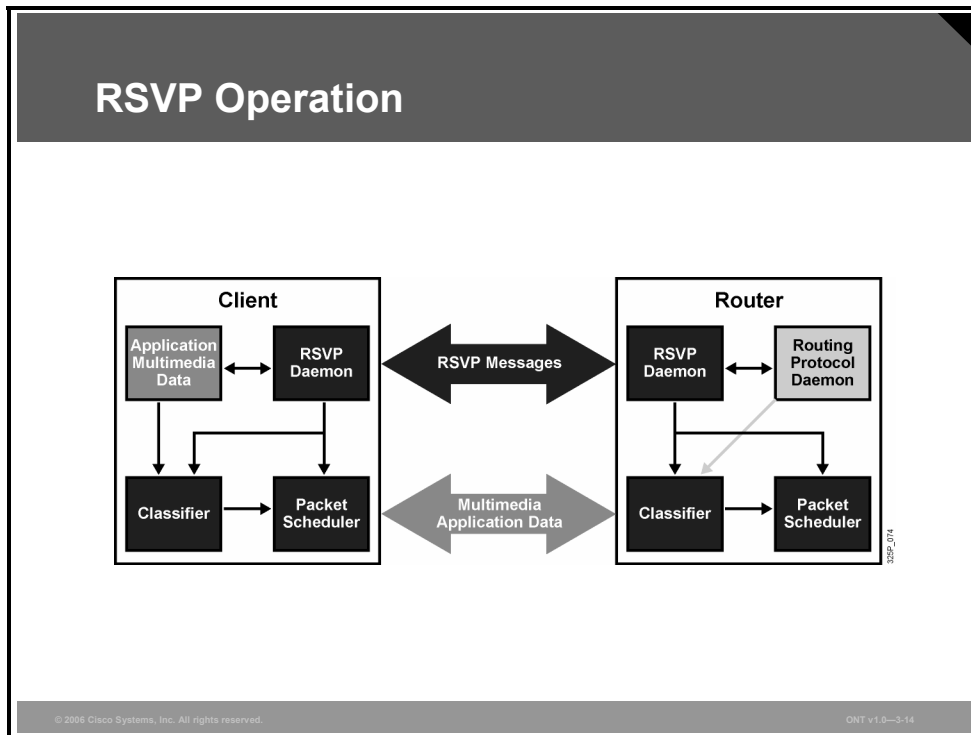 RSVP Operation
Client
Application
Multimedia
Data
RSVP
Daemon
Classifier
Packet
Scheduler
RSVP Messages
Multimedia
Application Data
Router
RSVP
Daemon
Routing
Protocol
Daemon
Classifier
Packet
Scheduler
325P_074
© 2006 Cisco Systems, Inc. All rights reserved.
ONT v1.0—3-14